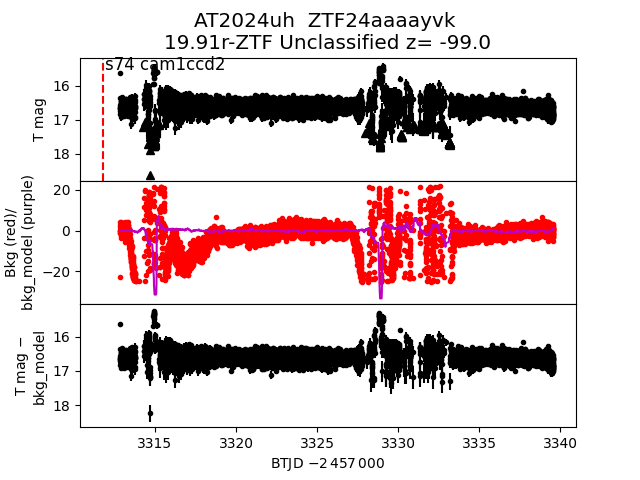 AT2024uh  ZTF24aaaayvk
19.91r-ZTF Unclassified z= -99.0
s74 cam1ccd2
T mag
16
17
18
Bkg (red)/
bkg_model (purple)
20
0
−20
T mag −
bkg_model
16
17
18
3315
3320
3325
3330
3335
3340
BTJD −2 457 000